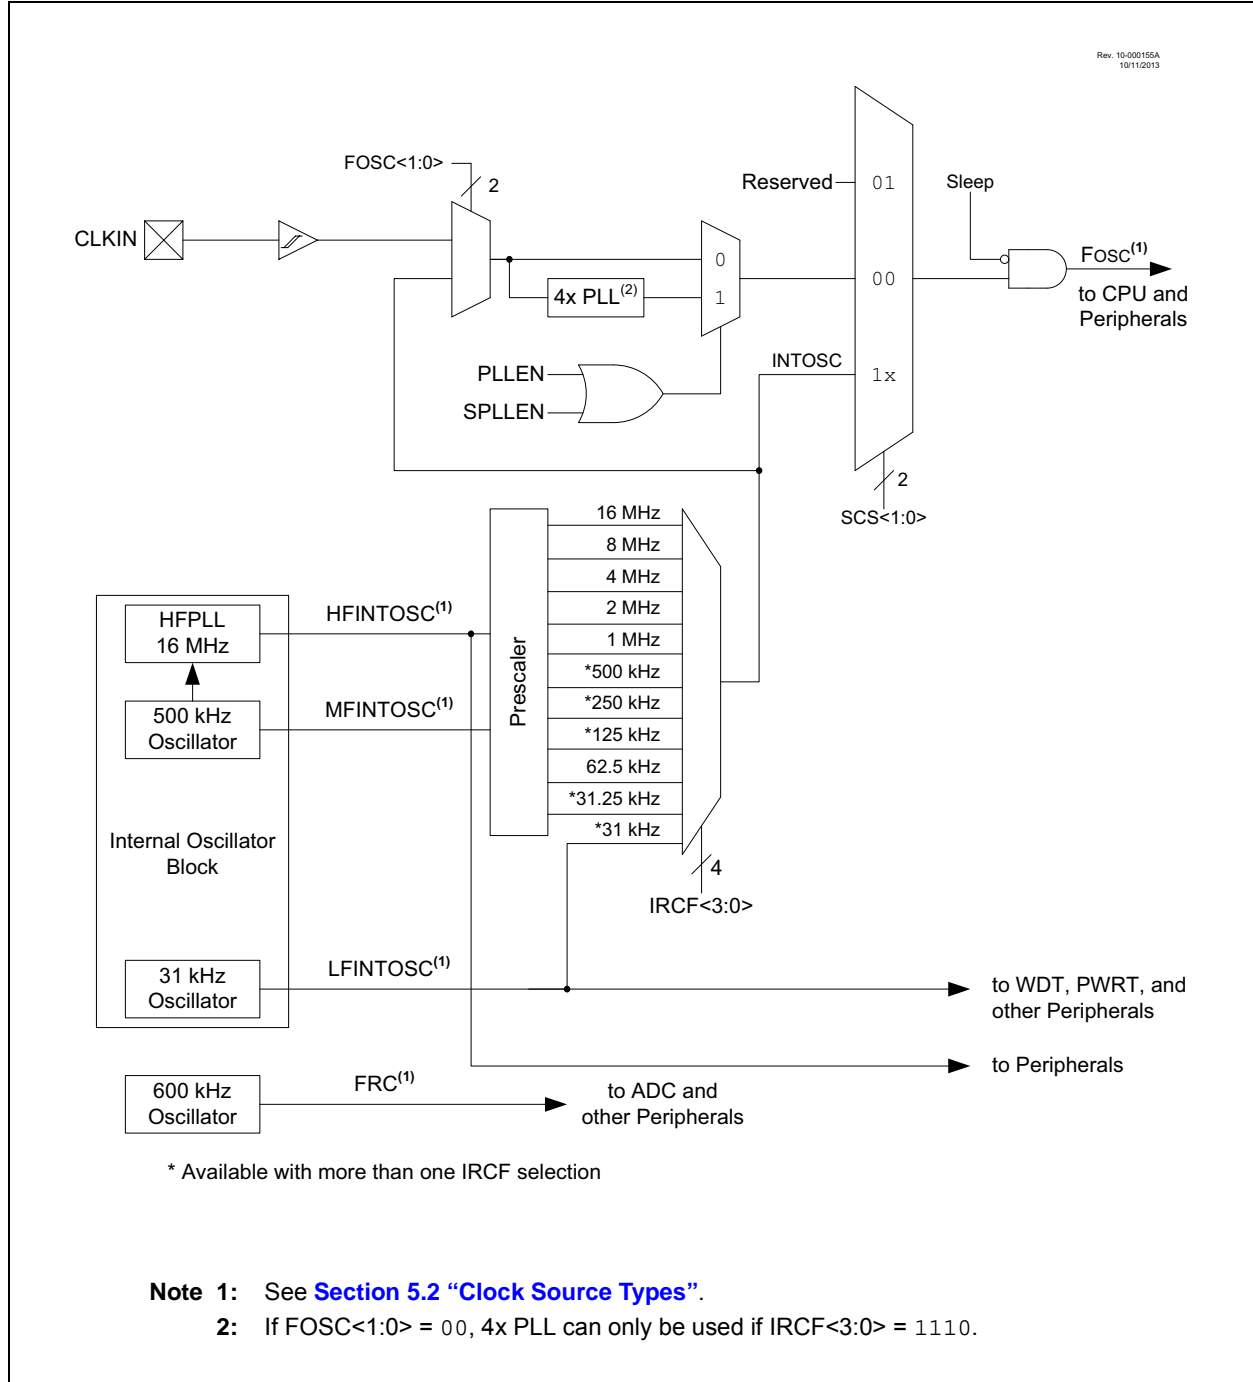 Rev. 10-000155A
10/11/2013
FOSC<1:0>
2
Reserved
01
Sleep
CLKIN
0
FOSC(1)
4x PLL(2)
1
00
to CPU and
Peripherals
PLLEN
INTOSC
1x
SPLLEN
2
SCS<1:0>
16 MHz
8 MHz
4 MHz
HFPLL
16 MHz
HFINTOSC(1)
2 MHz
1 MHz
Prescaler
*500 kHz
500 kHz
Oscillator
MFINTOSC(1)
*250 kHz
*125 kHz
62.5 kHz
*31.25 kHz
*31 kHz
Internal Oscillator
Block
4
IRCF<3:0>
31 kHz
Oscillator
LFINTOSC(1)
to WDT, PWRT, and
other Peripherals
to Peripherals
600 kHz
Oscillator
FRC(1)
to ADC and
other Peripherals
* Available with more than one IRCF selection
Note 1: See Section 5.2 “Clock Source Types”.
2: If FOSC<1:0> = 00, 4x PLL can only be used if IRCF<3:0> = 1110.